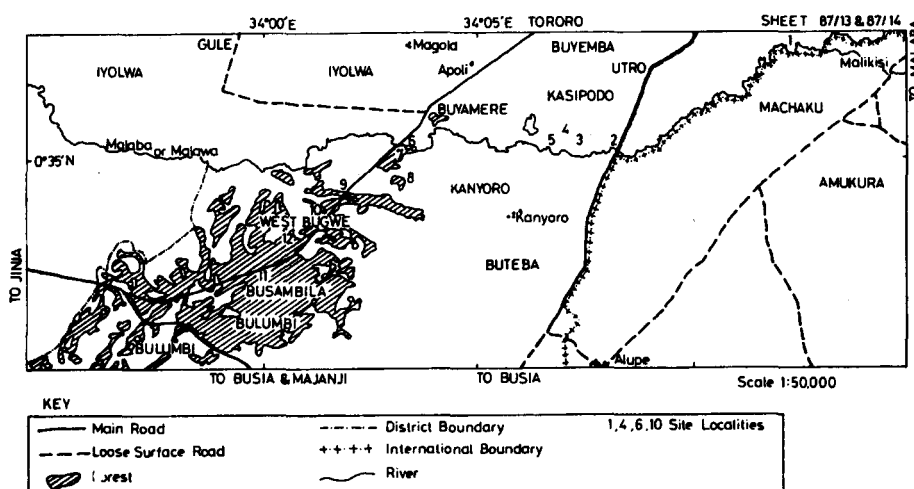 34°00'E 34°05'E TORORO SHEET 87/13 & 87/14
GULE Magola BUYEMBA 1
IYOLWA IYOLWA Apoli UTRO Malikisi TO MALABA
KASIPODO
BUYAMERE MACHAKU
Malaba or Malawa 6 5 4 3 2
0°35'N 7
8 AMUKURA
9 KANYORO
10 Kanyoro
WEST BUGWE
12
BUTEBA
TO JINJA 11
BUSAMBILA
BULUMBI
BULUMBI
Alupe
TO BUSIA & MAJANJI TO BUSIA Scale 1:50,000
KEY
Main Road District Boundary 1,4,6,10 Site Localities
Loose Surface Road International Boundary
River